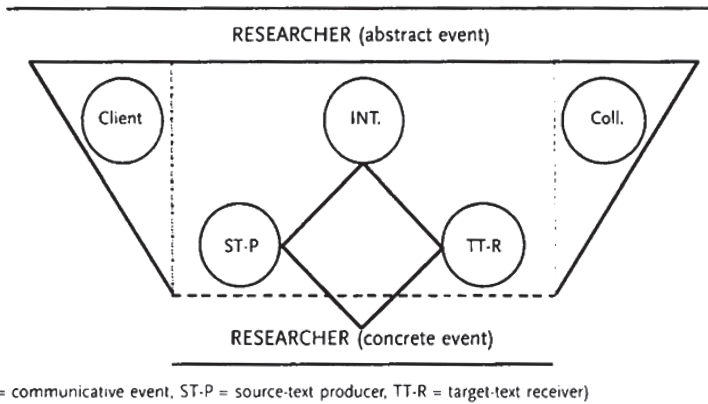 RESEARCHER (abstract event)
Client INT. Coll.
ST-P TT-R
RESEARCHER (concrete event)
= communicative event, ST-P = source-text producer, TT-R = target-text receiver)